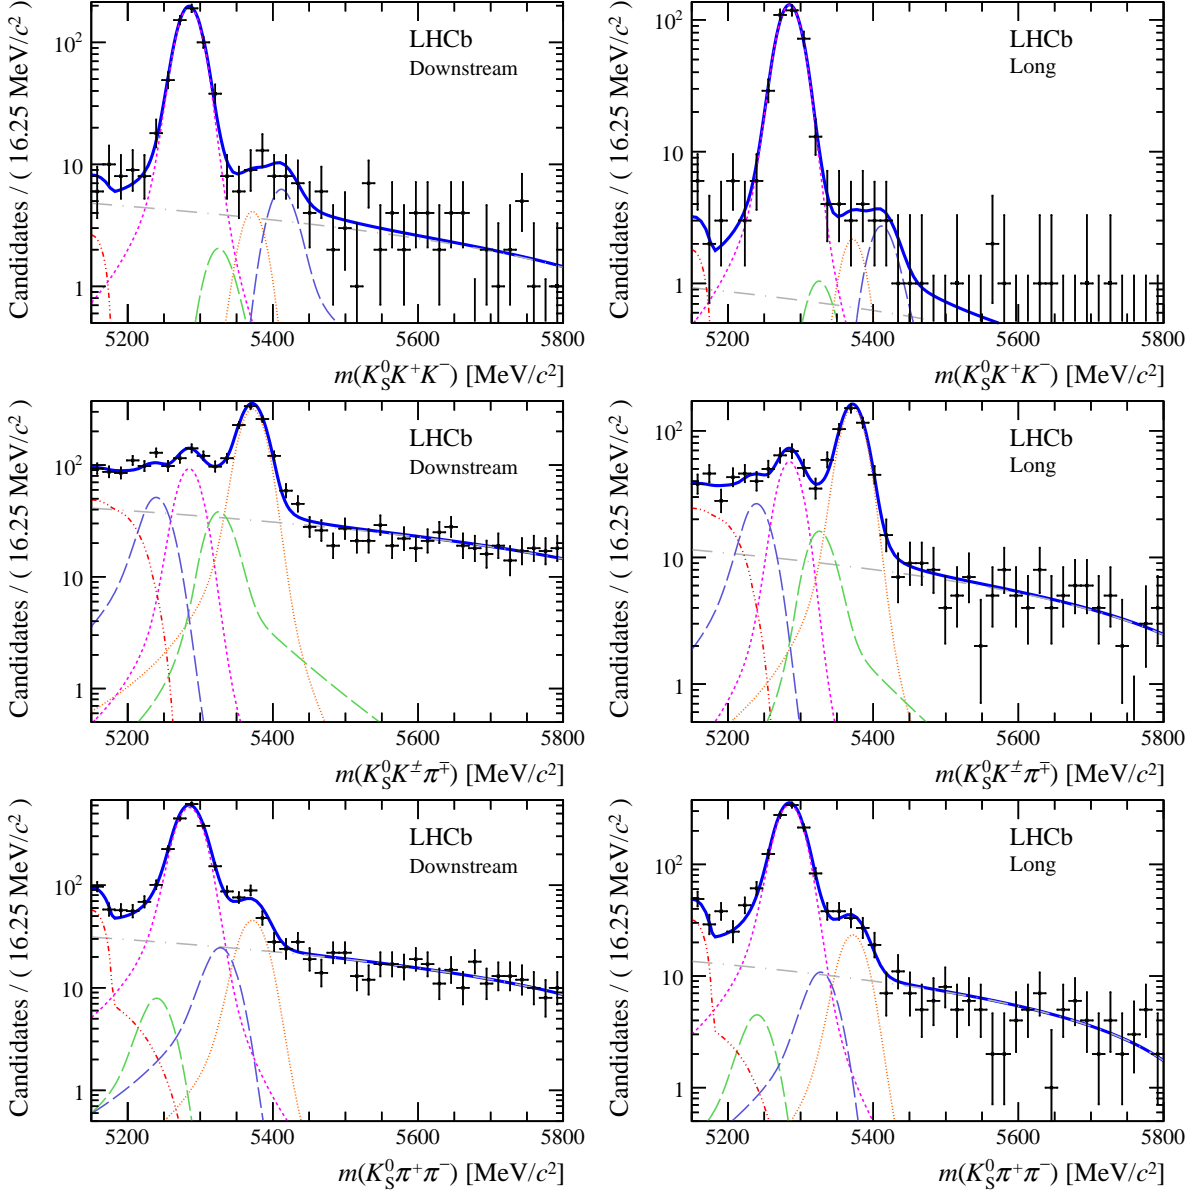 Candidates / ( 16.25 MeV/c²)
10²
10
1
LHCb
Downstream
5200 5400 5600 5800
m(K⁰_S K⁺K⁻) [MeV/c²]
Candidates / ( 16.25 MeV/c²)
10²
10
1
LHCb
Long
5200 5400 5600 5800
m(K⁰_S K⁺K⁻) [MeV/c²]
Candidates / ( 16.25 MeV/c²)
10²
10
1
LHCb
Downstream
5200 5400 5600 5800
m(K⁰_S K^±π^∓) [MeV/c²]
Candidates / ( 16.25 MeV/c²)
10²
10
1
LHCb
Long
5200 5400 5600 5800
m(K⁰_S K^±π^∓) [MeV/c²]
Candidates / ( 16.25 MeV/c²)
10²
10
1
LHCb
Downstream
5200 5400 5600 5800
m(K⁰_S π⁺π⁻) [MeV/c²]
Candidates / ( 16.25 MeV/c²)
10²
10
1
LHCb
Long
5200 5400 5600 5800
m(K⁰_S π⁺π⁻) [MeV/c²]